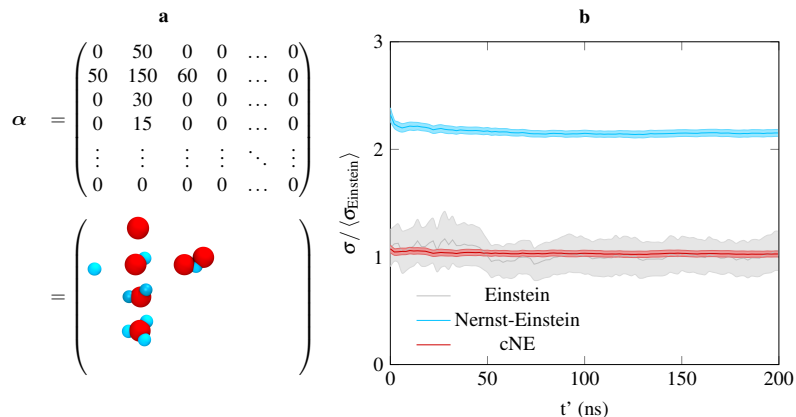 a
α = ( 0 50 0 0 … 0
50 150 60 0 … 0
0 30 0 0 … 0
0 15 0 0 … 0
⋮ ⋮ ⋮ ⋮ ⋱ ⋮
0 0 0 0 … 0 )
= ( )
b
3
2
1
0
σ / ⟨σEinstein⟩
Einstein
Nernst-Einstein
cNE
0 50 100 150 200
t’ (ns)